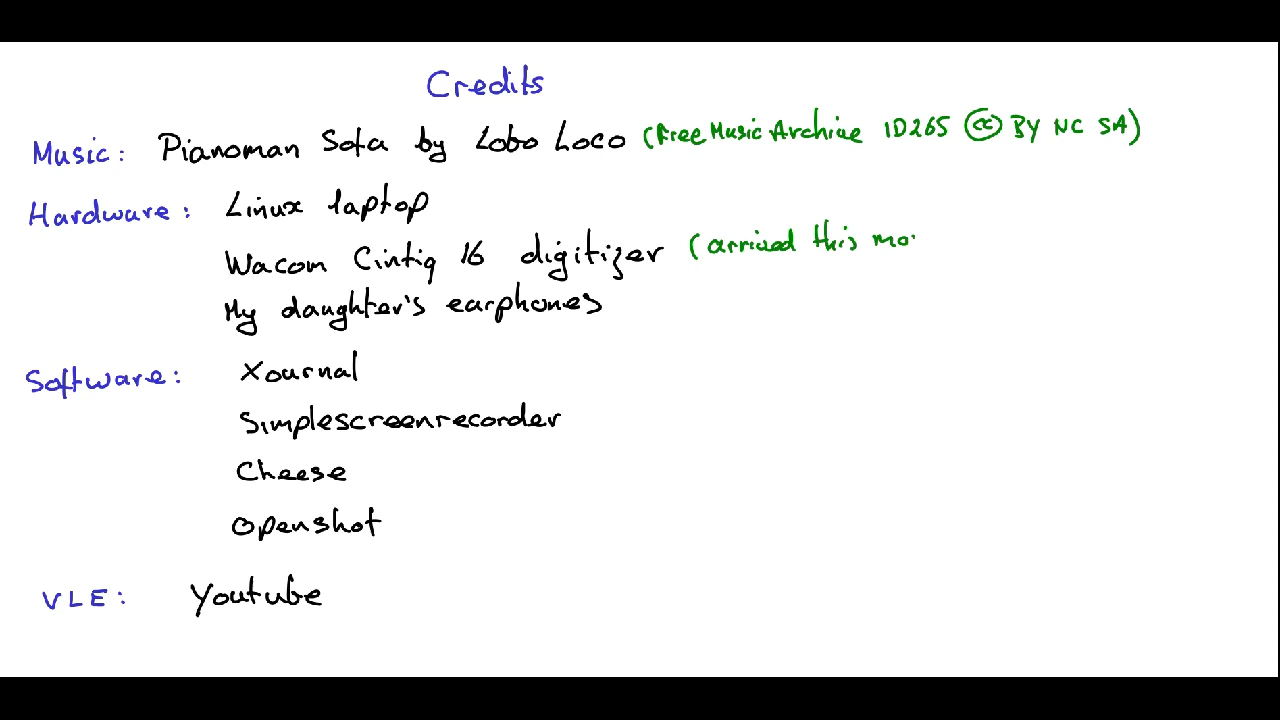 Credits
Music: Pianoman Sofa by Lobo Loco (Free Music Archive ID265 cc BY NC SA)
Hardware: Linux laptop
Wacom Cintiq 16 digitizer (arrived this mo
My daughter's earphones
Software: Xournal
Simplescreenrecorder
Cheese
Openshot
VLE: Youtube